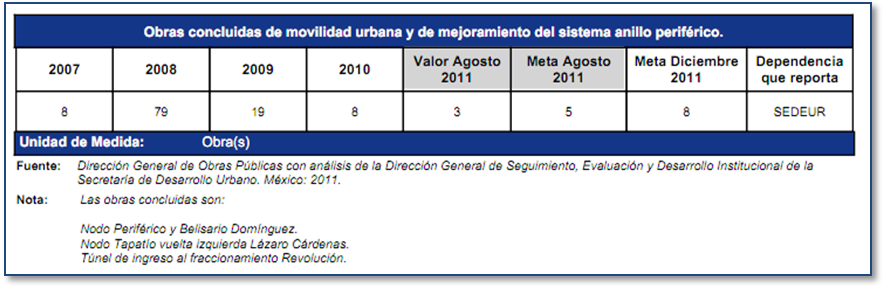 Obras concluidas de movilidad urbana y de mejoramiento del sistema anillo periférico.
2007 2008 2009 2010 Valor Agosto 2011 Meta Agosto 2011 Meta Diciembre 2011 Dependencia que reporta
8 79 19 8 3 5 8 SEDEUR
Unidad de Medida: Obra(s)
Fuente: Dirección General de Obras Públicas con análisis de la Dirección General de Seguimiento, Evaluación y Desarrollo Institucional de la
Secretaría de Desarrollo Urbano. México: 2011.
Nota: Las obras concluidas son:
Nodo Periférico y Belisario Domínguez.
Nodo Tapatío vuelta izquierda Lázaro Cárdenas.
Túnel de ingreso al fraccionamiento Revolución.